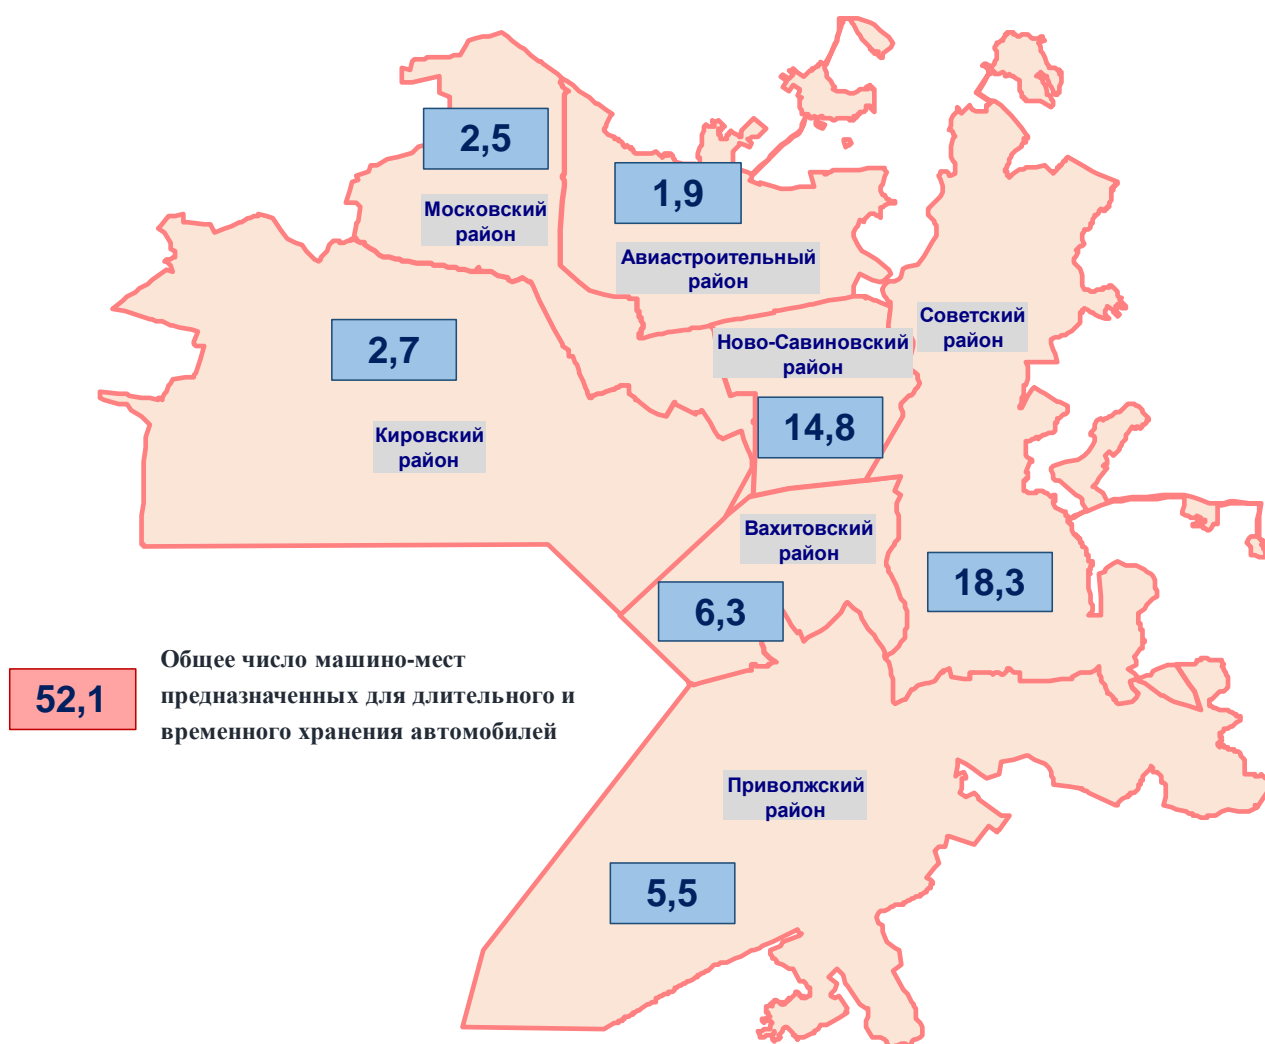 2,5
Московский
район
1,9
Авиастроительный
район
Советский
район
2,7
Ново-Савиновский
район
14,8
Кировский
район
Вахитовский
район
18,3
6,3
52,1
Общее число машино-мест
предназначенных для длительного и
временного хранения автомобилей
Приволжский
район
5,5